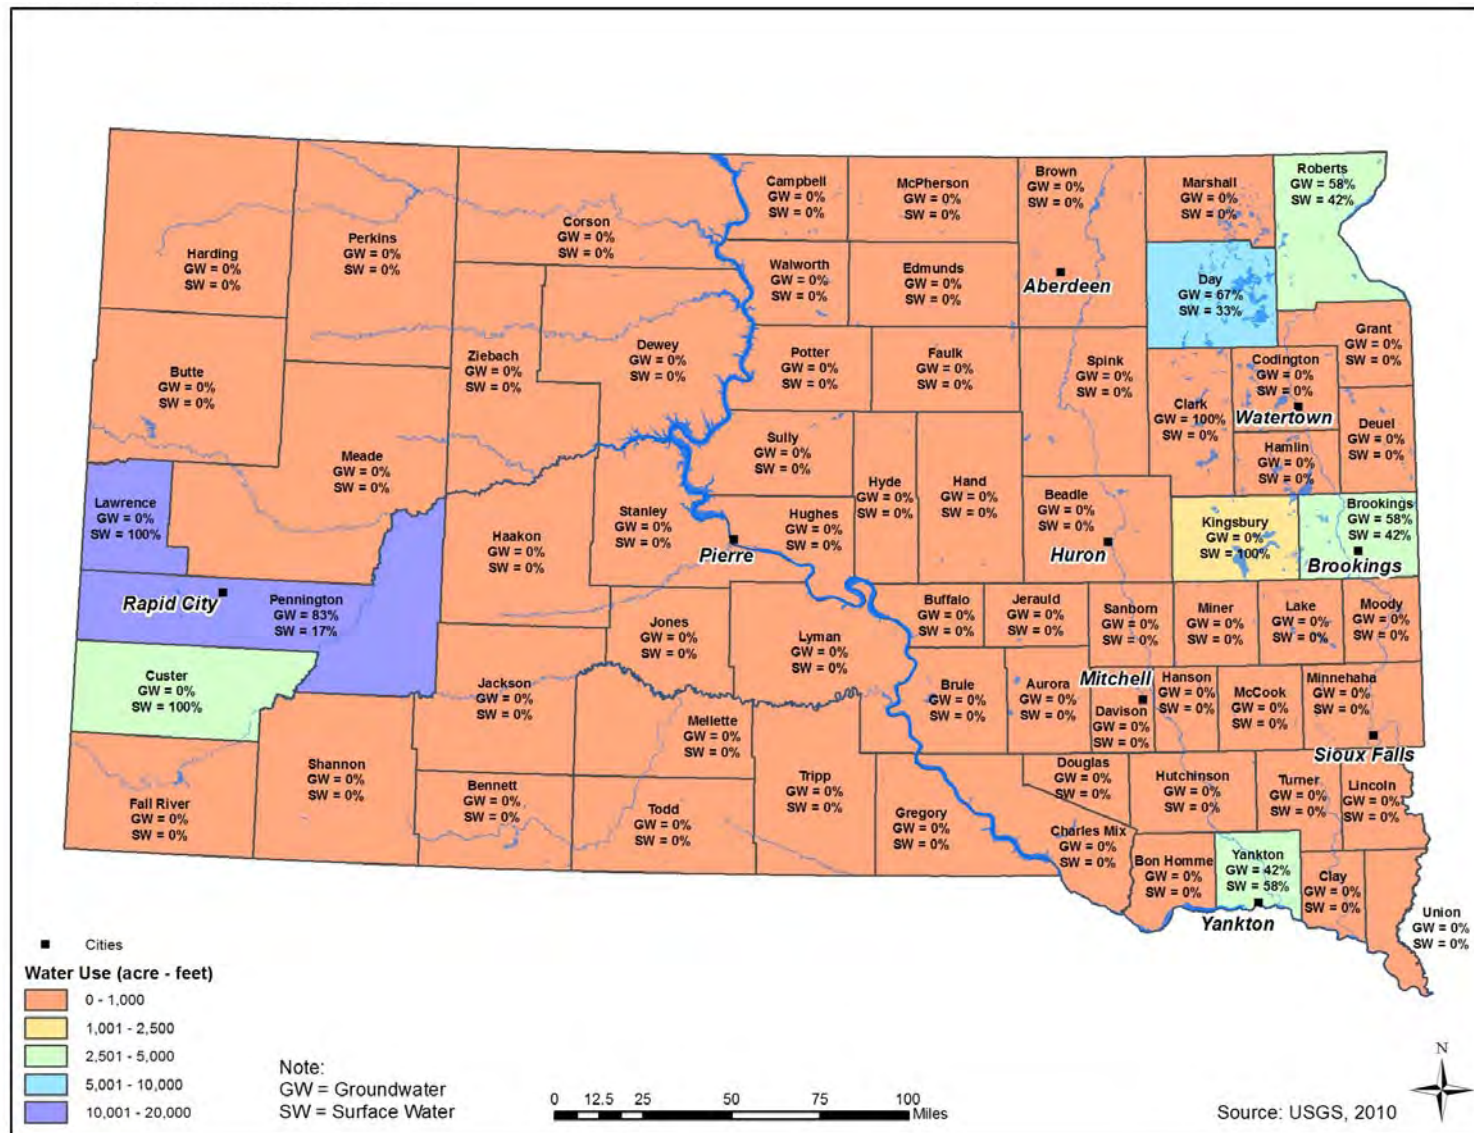 Campbell
GW = 0%
SW = 0%
McPherson
GW = 0%
SW = 0%
Brown
GW = 0%
SW = 0%
Marshall
GW = 0%
SW = 0%
Roberts
GW = 58%
SW = 42%
Harding
GW = 0%
SW = 0%
Perkins
GW = 0%
SW = 0%
Corson
GW = 0%
SW = 0%
Walworth
GW = 0%
SW = 0%
Edmunds
GW = 0%
SW = 0%
Aberdeen
Day
GW = 67%
SW = 33%
Grant
GW = 0%
SW = 0%
Butte
GW = 0%
SW = 0%
Ziebach
GW = 0%
SW = 0%
Dewey
GW = 0%
SW = 0%
Potter
GW = 0%
SW = 0%
Faulk
GW = 0%
SW = 0%
Spink
GW = 0%
SW = 0%
Clark
GW = 100%
SW = 0%
Codington
GW = 0%
SW = 0%
Watertown
Deuel
GW = 0%
SW = 0%
Hamlin
GW = 0%
SW = 0%
Meade
GW = 0%
SW = 0%
Sully
GW = 0%
SW = 0%
Hyde
GW = 0%
SW = 0%
Hand
GW = 0%
SW = 0%
Lawrence
GW = 0%
SW = 100%
Haakon
GW = 0%
SW = 0%
Stanley
GW = 0%
SW = 0%
Hughes
GW = 0%
SW = 0%
Pierre
Beadle
GW = 0%
SW = 0%
Huron
Kingsbury
GW = 0%
SW = 100%
Brookings
GW = 58%
SW = 42%
Brookings
Rapid City
Pennington
GW = 83%
SW = 17%
Jones
GW = 0%
SW = 0%
Lyman
GW = 0%
SW = 0%
Buffalo
GW = 0%
SW = 0%
Jerauld
GW = 0%
SW = 0%
Sanborn
GW = 0%
SW = 0%
Miner
GW = 0%
SW = 0%
Lake
GW = 0%
SW = 0%
Moody
GW = 0%
SW = 0%
Custer
GW = 0%
SW = 100%
Jackson
GW = 0%
SW = 0%
Mellette
GW = 0%
SW = 0%
Brule
GW = 0%
SW = 0%
Aurora
GW = 0%
SW = 0%
Mitchell
Davison
GW = 0%
SW = 0%
Hanson
GW = 0%
SW = 0%
McCook
GW = 0%
SW = 0%
Minnehaha
GW = 0%
SW = 0%
Sioux Falls
Fall River
GW = 0%
SW = 0%
Shannon
GW = 0%
SW = 0%
Bennett
GW = 0%
SW = 0%
Todd
GW = 0%
SW = 0%
Tripp
GW = 0%
SW = 0%
Gregory
GW = 0%
SW = 0%
Douglas
GW = 0%
SW = 0%
Charles Mix
GW = 0%
SW = 0%
Hutchinson
GW = 0%
SW = 0%
Turner
GW = 0%
SW = 0%
Lincoln
GW = 0%
SW = 0%
Bon Homme
GW = 0%
SW = 0%
Yankton
GW = 42%
SW = 58%
Yankton
Clay
GW = 0%
SW = 0%
Union
GW = 0%
SW = 0%
Cities
Water Use (acre - feet)
0 - 1,000
1,001 - 2,500
2,501 - 5,000
5,001 - 10,000
10,001 - 20,000
Note:
GW = Groundwater
SW = Surface Water
0 12.5 25 50 75 100
Miles
N
Source: USGS, 2010